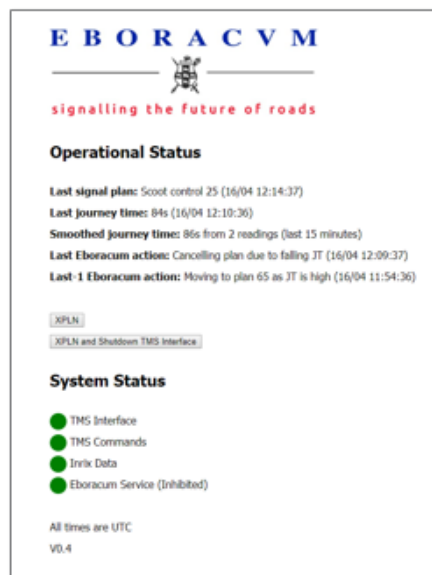 EBORACVM
signalling the future of roads
Operational Status
Last signal plan: Scoot control 25 (16/04 12:14:37)
Last journey time: 84s (16/04 12:10:36)
Smoothed journey time: 86s from 2 readings (last 15 minutes)
Last Eboracum action: Cancelling plan due to falling JT (16/04 12:09:37)
Last-1 Eboracum action: Moving to plan 65 as JT is high (16/04 11:54:36)
XPLN
XPLN and Shutdown TMS Interface
System Status
TMS Interface
TMS Commands
Inrix Data
Eboracum Service (Inhibited)
All times are UTC
V0.4